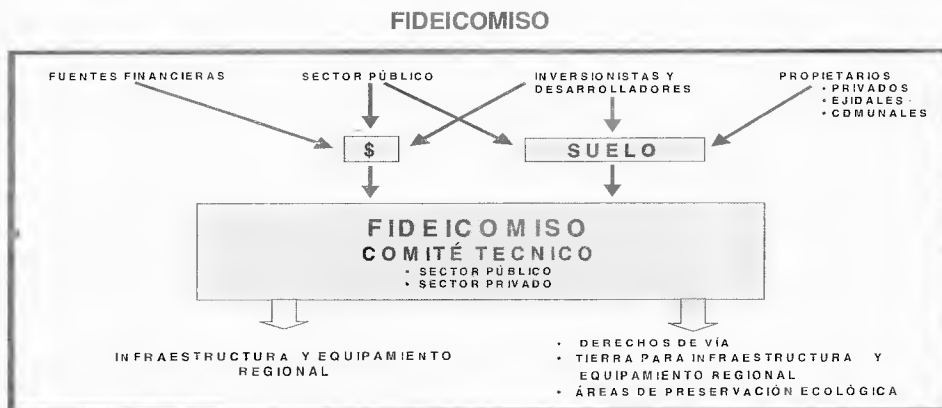 FIDEICOMISO
FUENTES FINANCIERAS
SECTOR PÚBLICO
INVERSIONISTAS Y
DESARROLLADORES
PROPIETARIOS
• PRIVADOS
• EJIDALES
• COMUNALES
$
SUELO
FIDEICOMISO
COMITÉ TECNICO
• SECTOR PÚBLICO
• SECTOR PRIVADO
INFRAESTRUCTURA Y EQUIPAMIENTO
REGIONAL
• DERECHOS DE VÍA
• TIERRA PARA INFRAESTRUCTURA Y
EQUIPAMIENTO REGIONAL
• ÁREAS DE PRESERVACIÓN ECOLÓGICA